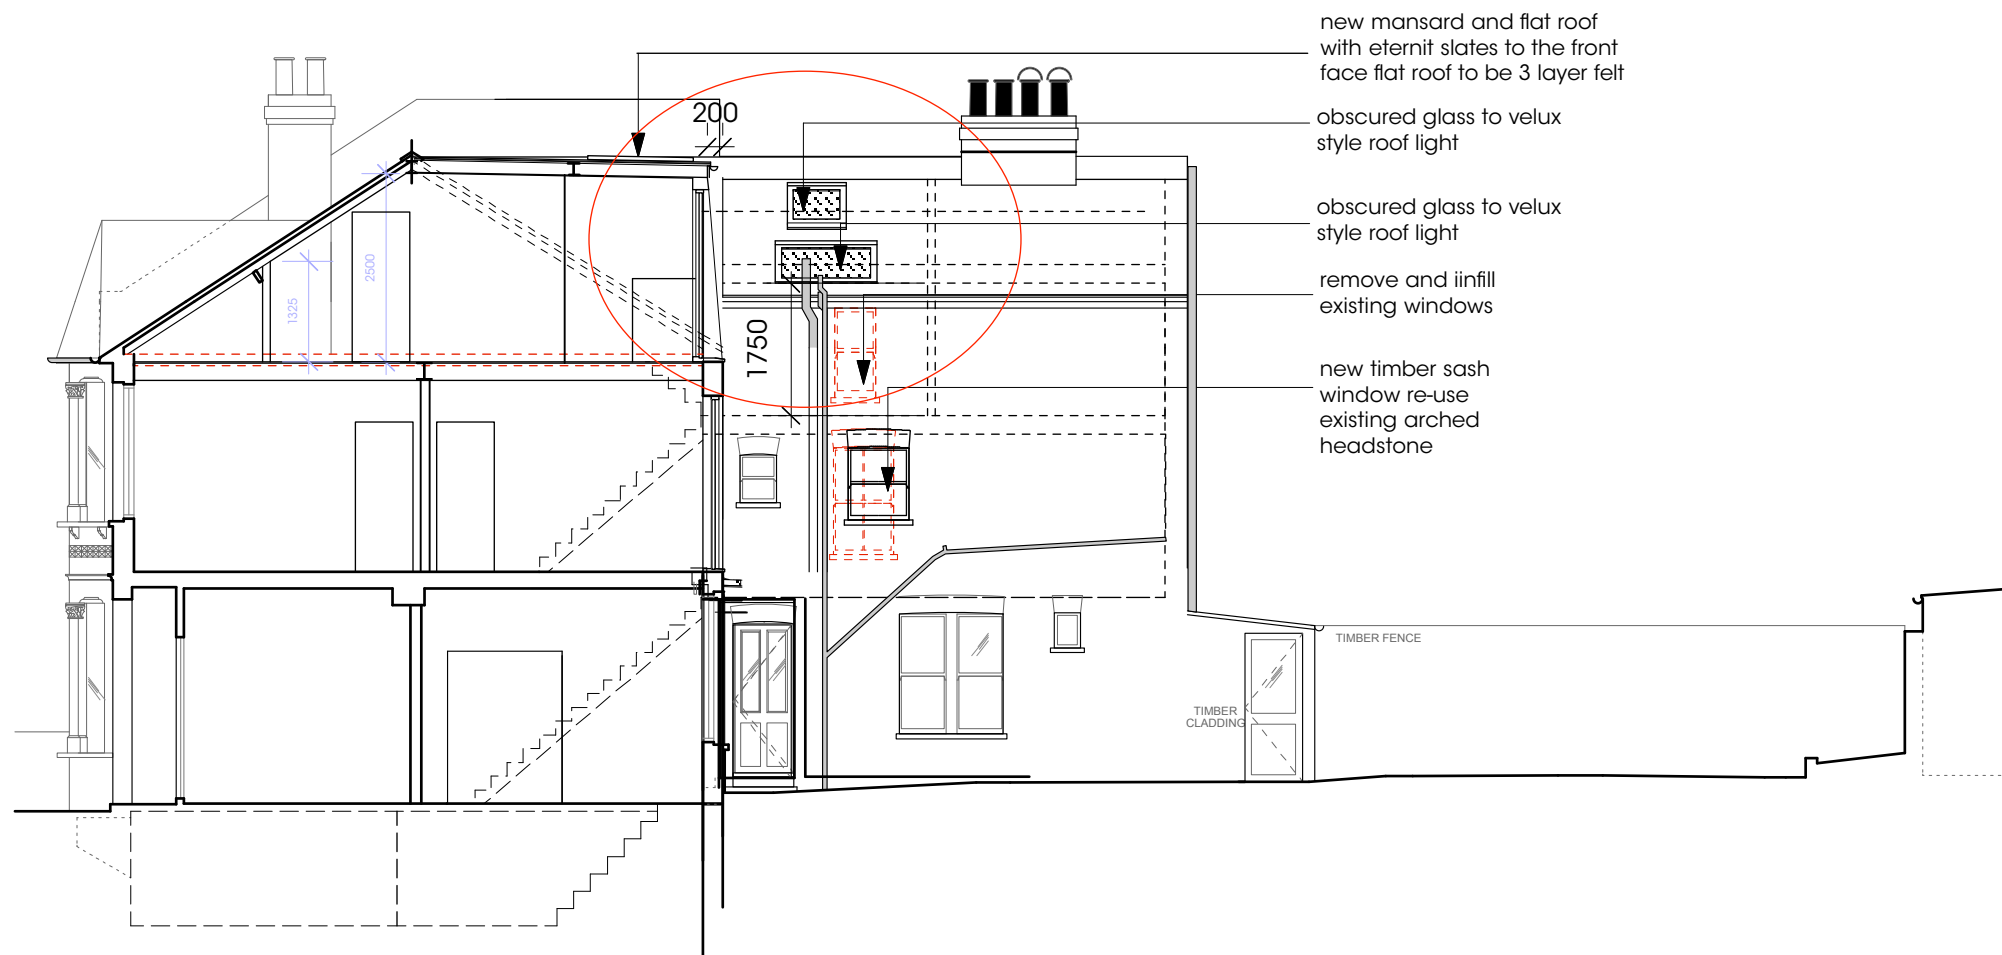 new mansard and flat roof
with eternit slates to the front
face flat roof to be 3 layer felt
obscured glass to velux
style roof light
obscured glass to velux
style roof light
remove and iinfill
existing windows
new timber sash
window re-use
existing arched
headstone
200
2500
1325
1750
TIMBER FENCE
TIMBER
CLADDING